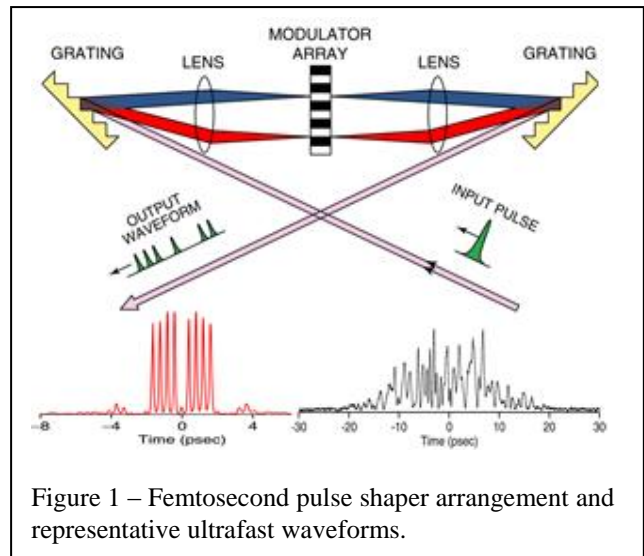 MODULATOR
ARRAY
GRATING
LENS
LENS
GRATING
OUTPUT
WAVEFORM
INPUT PULSE
-8 -4 0 4
Time (psec)
-30 -20 -10 0 10 20 30
Time (psec)
Figure 1 – Femtosecond pulse shaper arrangement and
representative ultrafast waveforms.